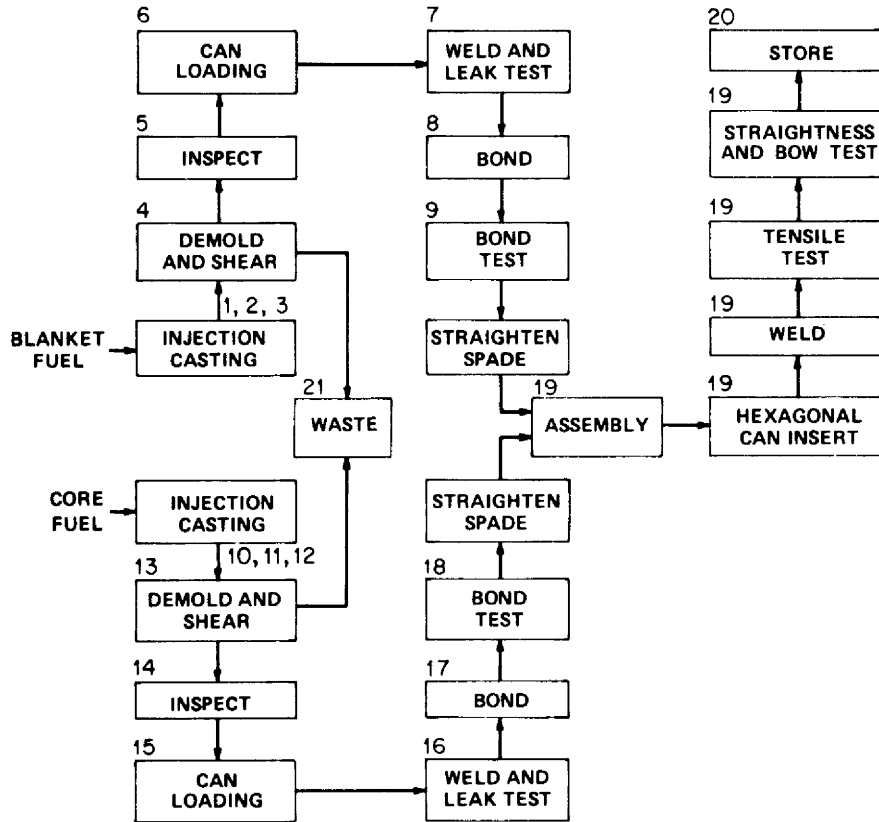 6
CAN
LOADING
7
WELD AND
LEAK TEST
20
STORE
5
INSPECT
8
BOND
19
STRAIGHTNESS
AND BOW TEST
4
DEMOLD
AND SHEAR
9
BOND
TEST
19
TENSILE
TEST
1, 2, 3
BLANKET
FUEL
INJECTION
CASTING
STRAIGHTEN
SPADE
19
WELD
21
WASTE
19
ASSEMBLY
19
HEXAGONAL
CAN INSERT
CORE
FUEL
INJECTION
CASTING
STRAIGHTEN
SPADE
10, 11, 12
13
DEMOLD AND
SHEAR
18
BOND
TEST
14
INSPECT
17
BOND
15
CAN
LOADING
16
WELD AND
LEAK TEST